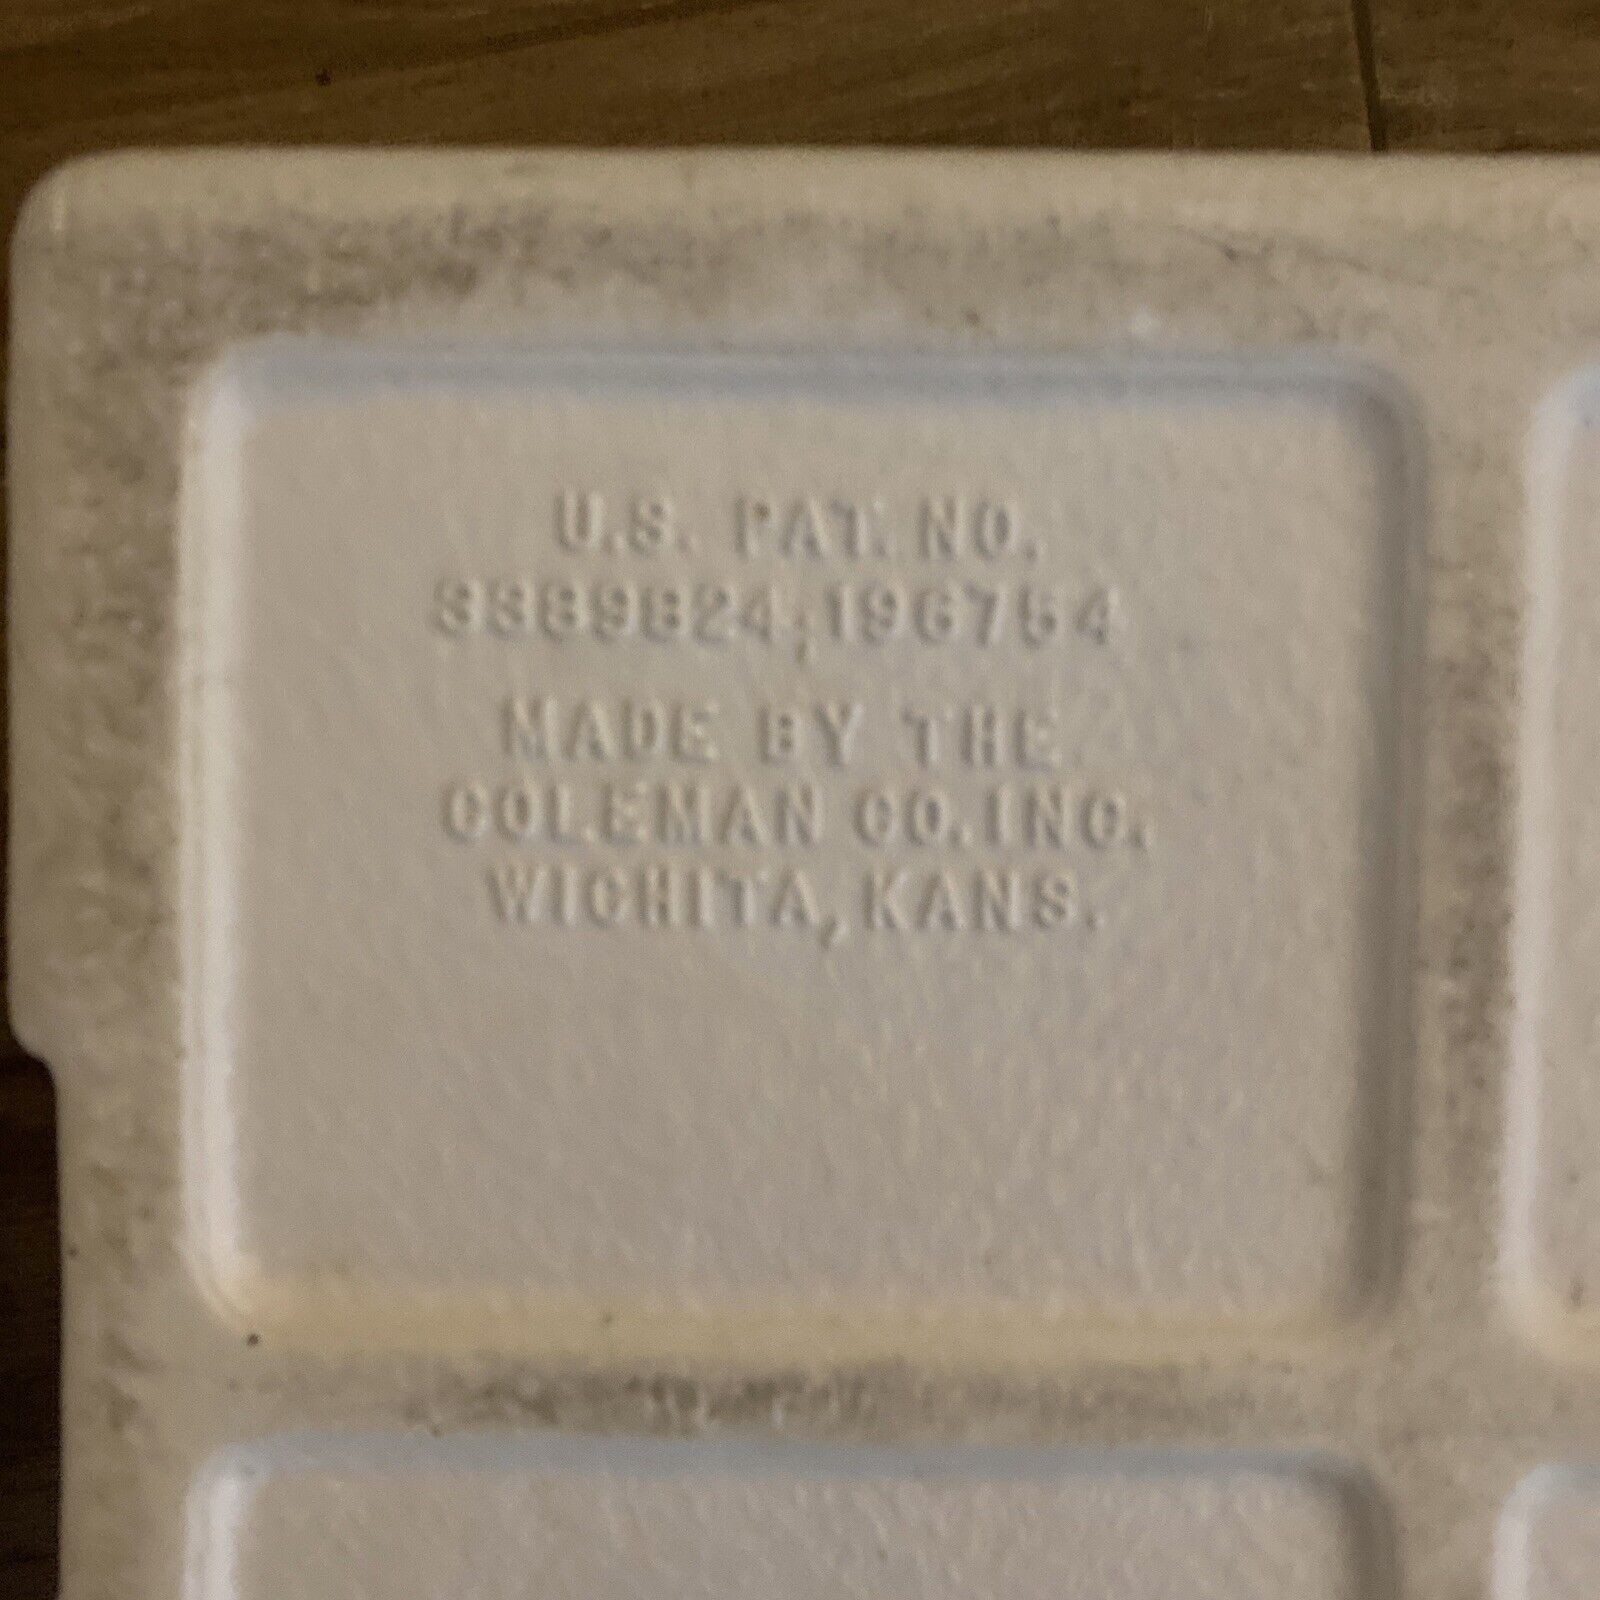 U.S. PAT. NO.
3389824,196754
MADE BY THE
COLEMAN CO. INC.
WICHITA, KANS.